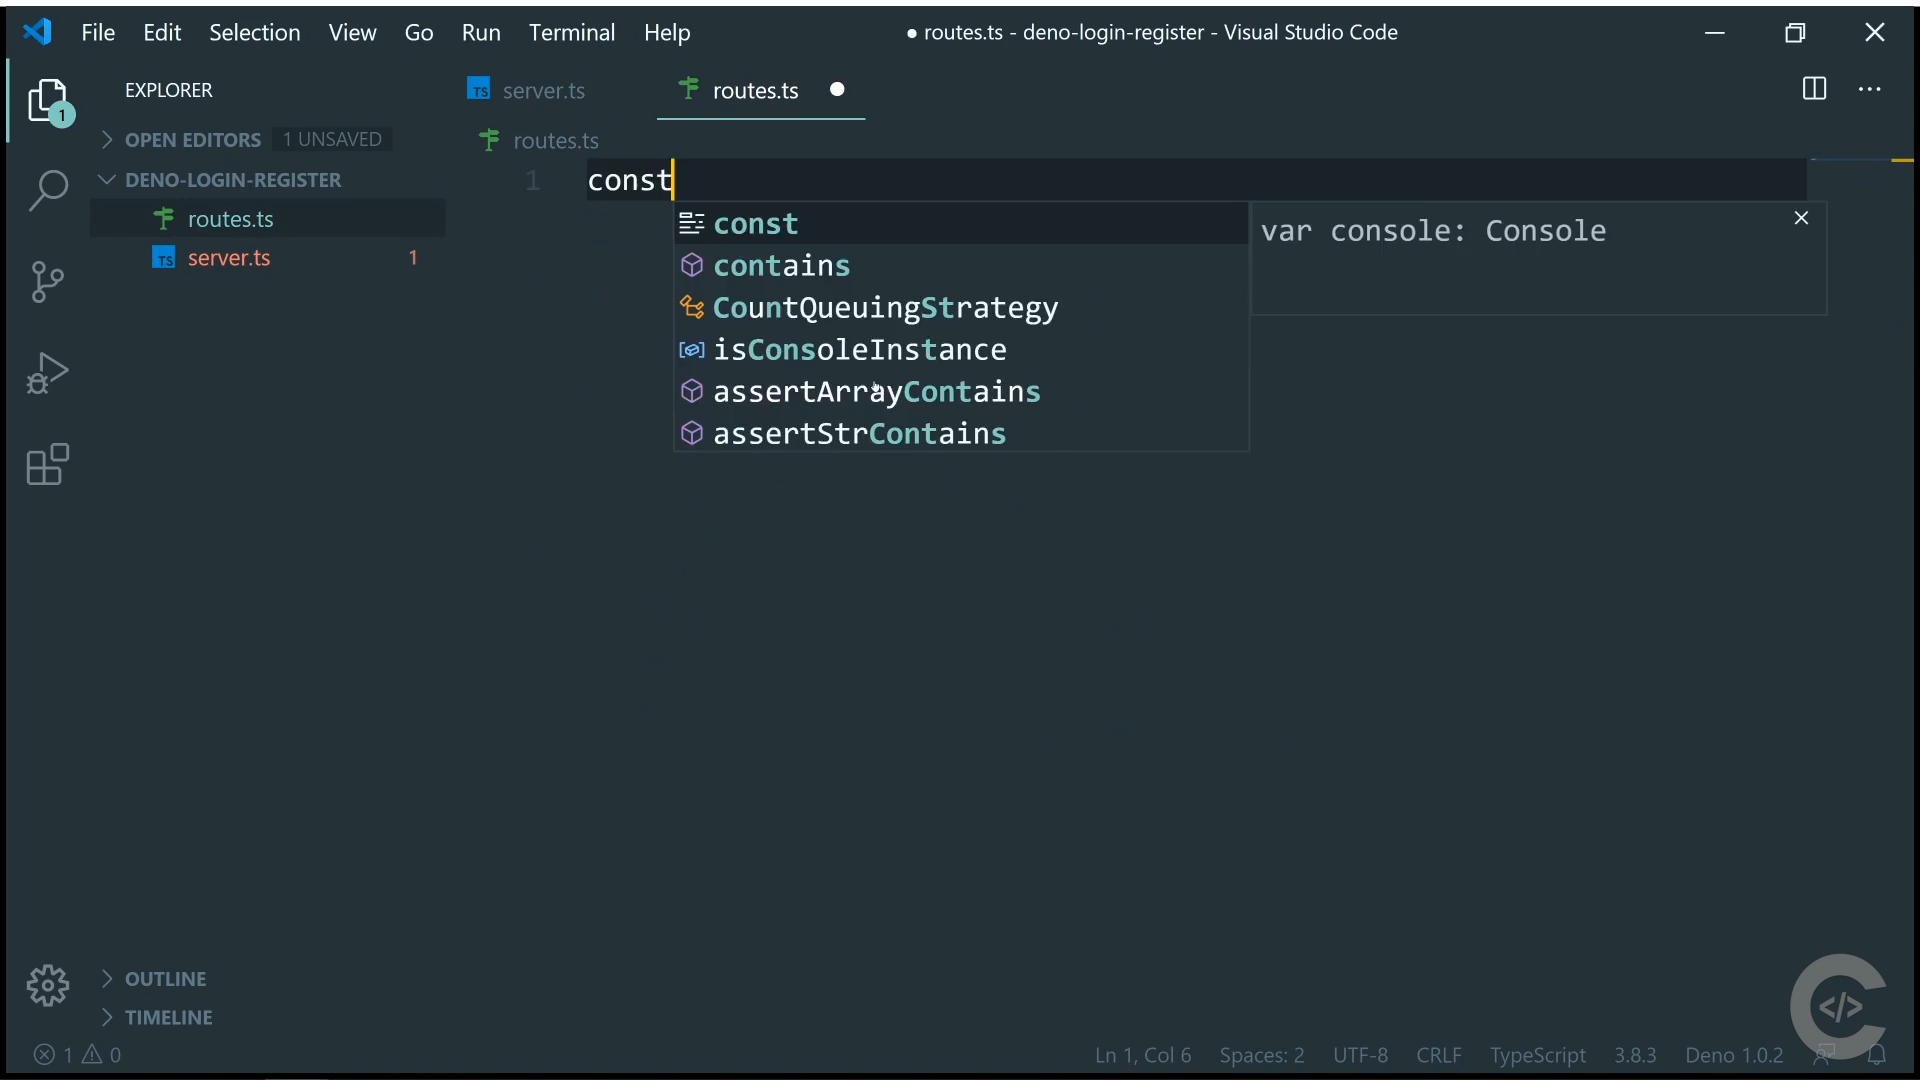 File Edit Selection View Go Run Terminal Help ● routes.ts - deno-login-register - Visual Studio Code
EXPLORER
1
OPEN EDITORS 1 UNSAVED
DENO-LOGIN-REGISTER
routes.ts
TS server.ts 1
TS server.ts routes.ts
routes.ts
1 const
const
contains
CountQueuingStrategy
isConsoleInstance
assertArrayContains
assertStrContains
var console: Console
OUTLINE
TIMELINE
1 0 Ln 1, Col 6 Spaces: 2 UTF-8 CRLF TypeScript 3.8.3 Deno 1.0.2
</>